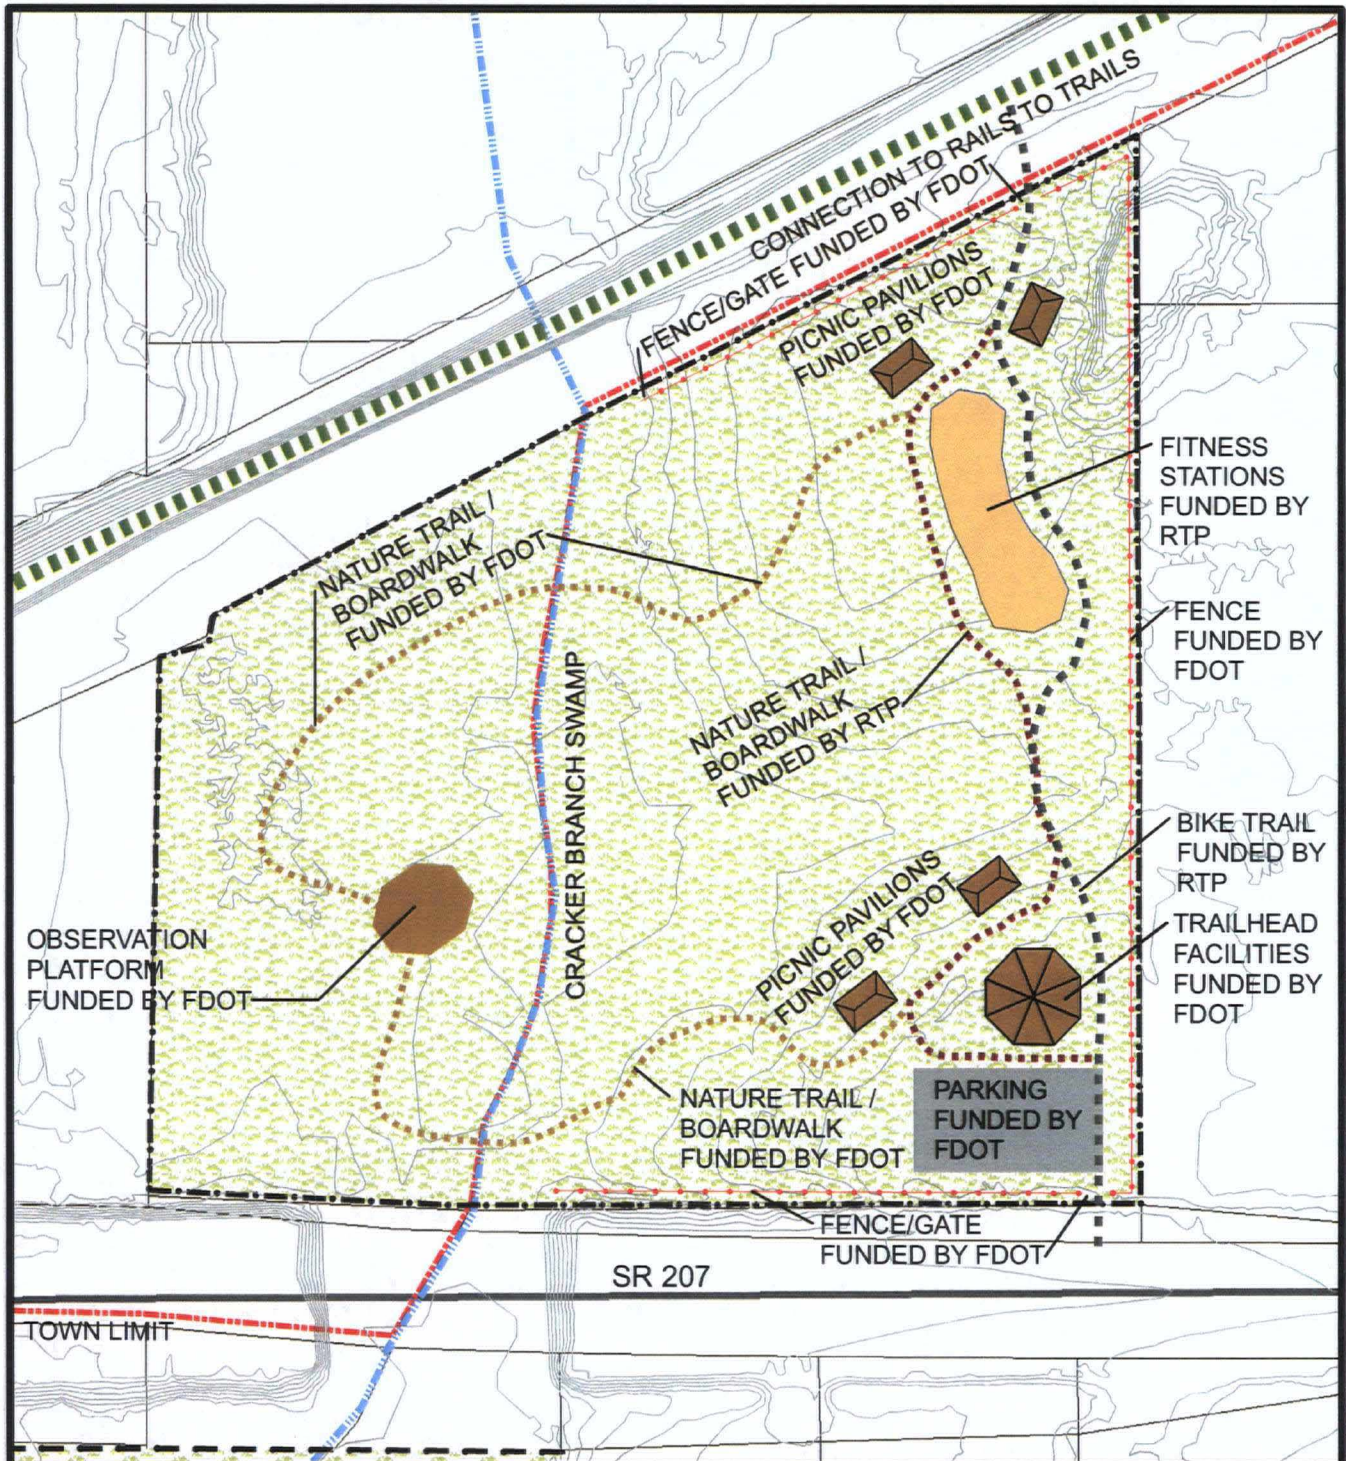 CONNECTION TO RAILS TO TRAILS
FENCE/GATE FUNDED BY FDOT
PICNIC PAVILIONS
FUNDED BY FDOT
FITNESS
STATIONS
FUNDED BY
RTP
NATURE TRAIL /
BOARDWALK
FUNDED BY FDOT
FENCE
FUNDED BY
FDOT
NATURE TRAIL /
BOARDWALK
FUNDED BY RTP
CRACKER BRANCH SWAMP
BIKE TRAIL
FUNDED BY
RTP
PICNIC PAVILIONS
FUNDED BY FDOT
TRAILHEAD
FACILITIES
FUNDED BY
FDOT
OBSERVATION
PLATFORM
FUNDED BY FDOT
NATURE TRAIL /
BOARDWALK
FUNDED BY FDOT
PARKING
FUNDED BY
FDOT
FENCE/GATE
FUNDED BY FDOT
SR 207
TOWN LIMIT